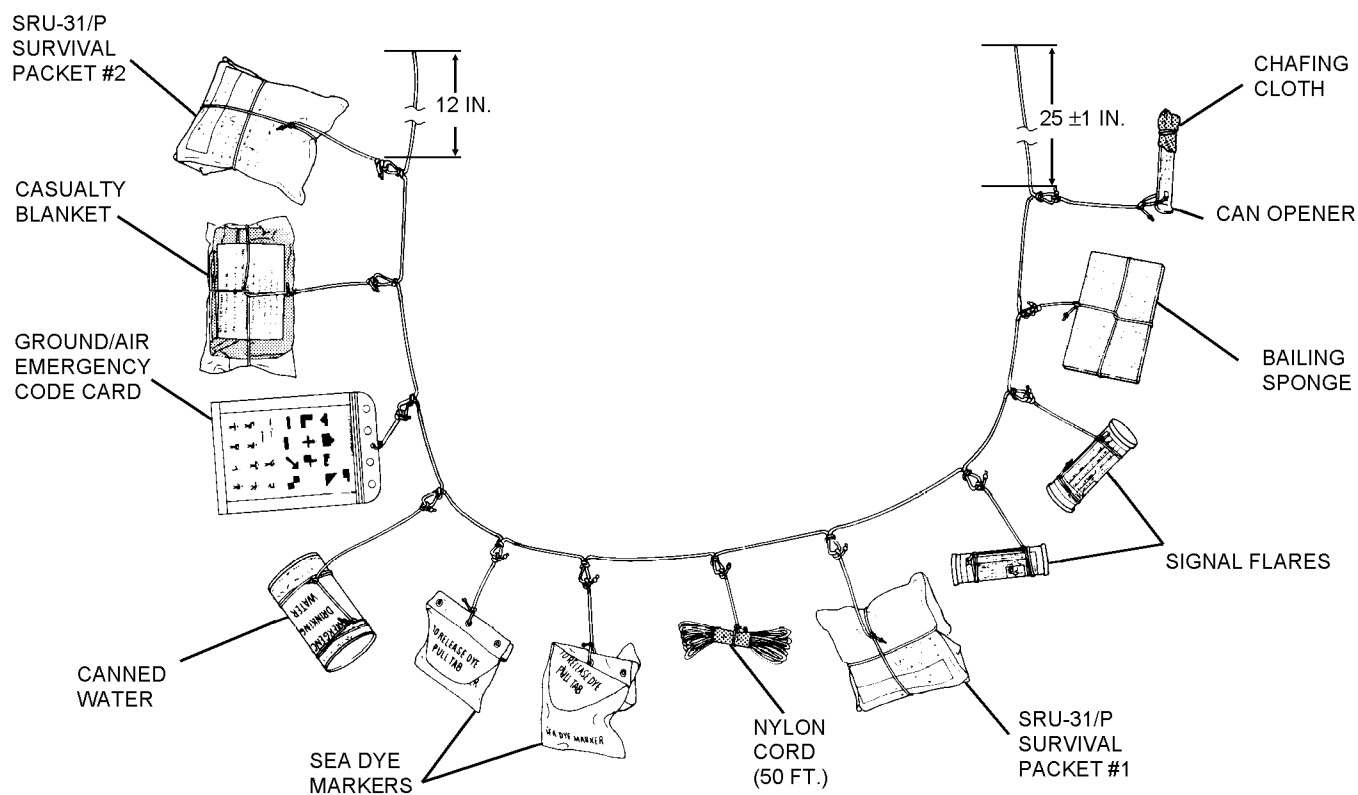 SRU-31/P
SURVIVAL
PACKET #2
12 IN.
25 ±1 IN.
CHAFING
CLOTH
CASUALTY
BLANKET
CAN OPENER
GROUND/AIR
EMERGENCY
CODE CARD
BAILING
SPONGE
SIGNAL FLARES
DRINKING
WATER
CANNED
WATER
TO RELEASE DYE
PULL TAB
TO RELEASE DYE
PULL TAB
SEA DYE MARKER
SEA DYE
MARKERS
NYLON
CORD
(50 FT.)
SRU-31/P
SURVIVAL
PACKET #1